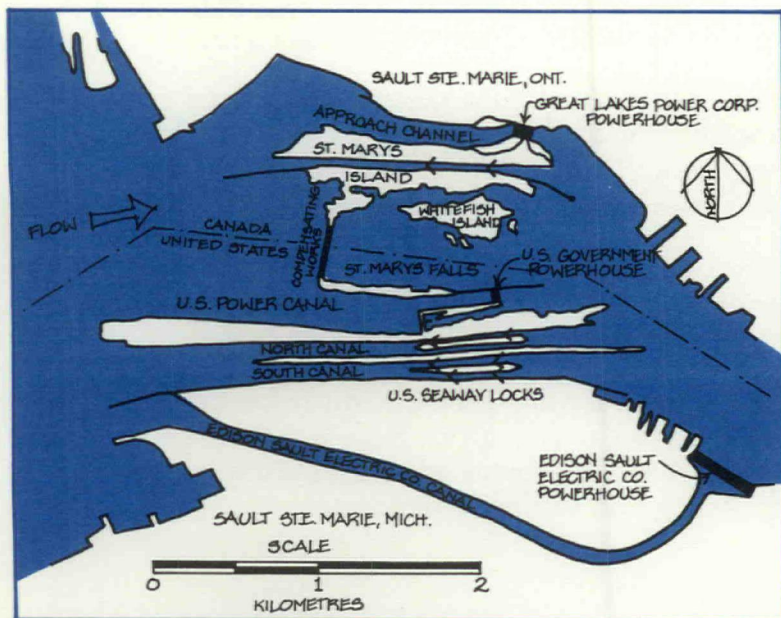 SAULT STE. MARIE, ONT.
GREAT LAKES POWER CORP.
POWERHOUSE
APPROACH CHANNEL
ST. MARYS
ISLAND
WHITEFISH
ISLAND
NORTH
FLOW
CANADA
UNITED STATES
COMPENSATING
WORKS
ST. MARYS FALLS
U.S. GOVERNMENT
POWERHOUSE
U.S. POWER CANAL
NORTH CANAL
SOUTH CANAL
U.S. SEAWAY LOCKS
EDISON SAULT ELECTRIC CO. CANAL
EDISON SAULT
ELECTRIC CO.
POWERHOUSE
SAULT STE. MARIE, MICH.
SCALE
0 1 2
KILOMETRES